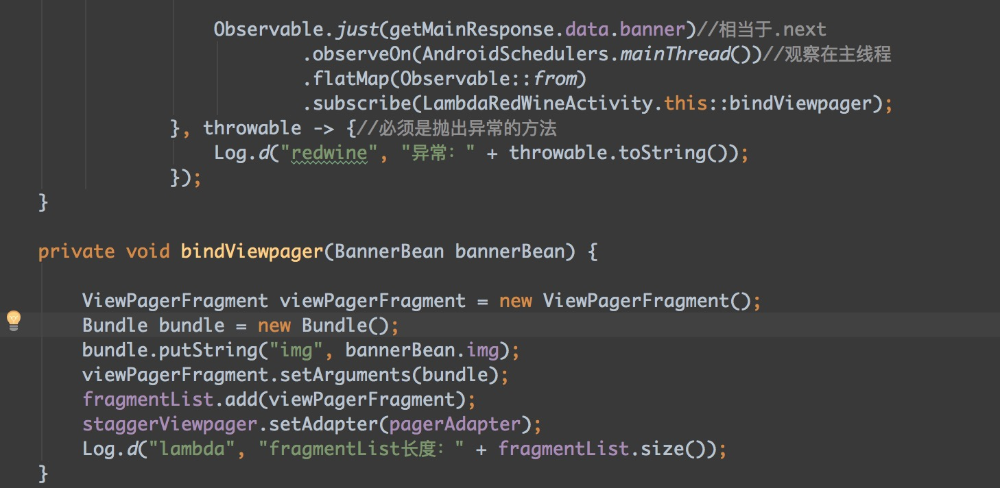 Observable.just(getMainResponse.data.banner)//相当于.next
.observeOn(AndroidSchedulers.mainThread())//观察在主线程
.flatMap(Observable::from)
.subscribe(LambdaRedWineActivity.this::bindViewpager);
}, throwable -> {//必须是抛出异常的方法
Log.d("redwine", "异常：" + throwable.toString());
});
}
private void bindViewpager(BannerBean bannerBean) {
ViewPagerFragment viewPagerFragment = new ViewPagerFragment();
Bundle bundle = new Bundle();
bundle.putString("img", bannerBean.img);
viewPagerFragment.setArguments(bundle);
fragmentList.add(viewPagerFragment);
staggerViewpager.setAdapter(pagerAdapter);
Log.d("lambda", "fragmentList长度：" + fragmentList.size());
}